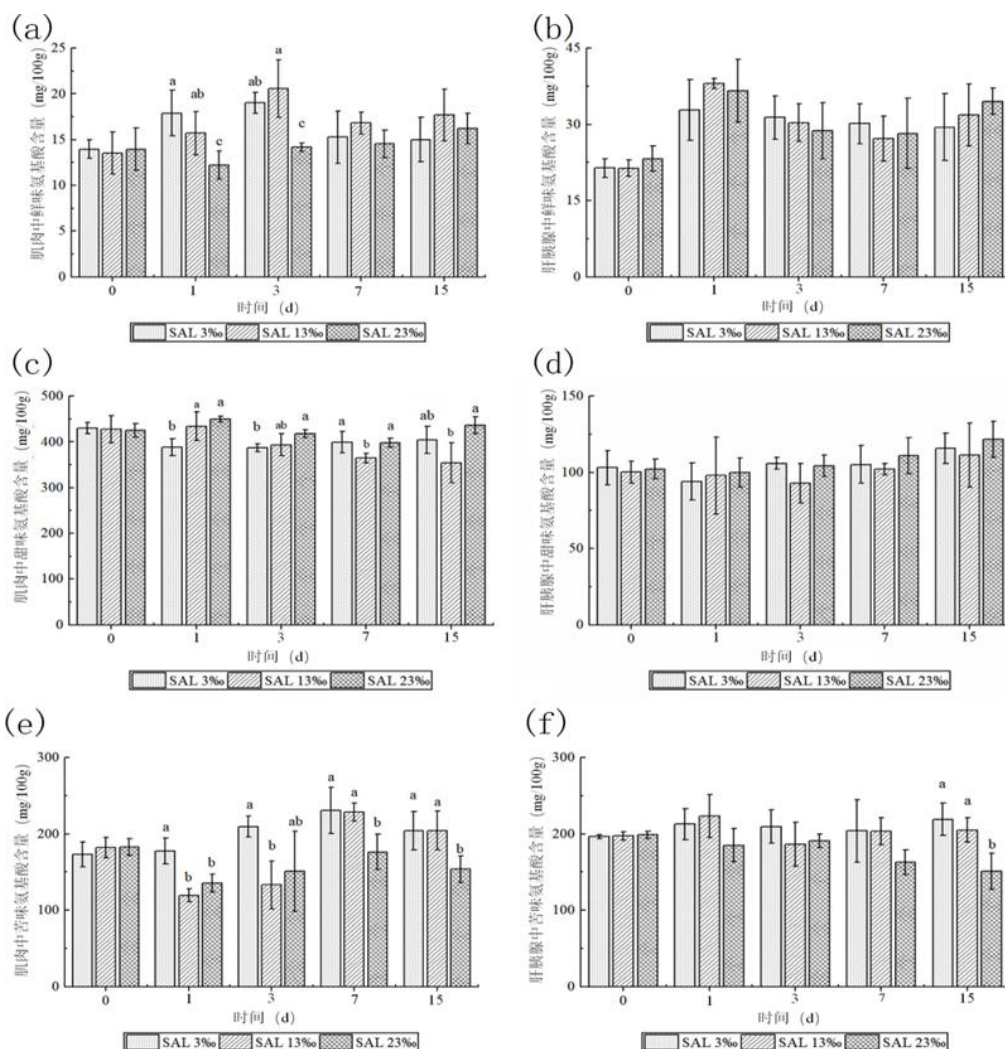 (a)
25
20
15
10
5
0
肌肉中鲜味氨基酸含量 (mg/100g)
a
ab
c
ab
a
c
0
1
3
7
15
时间 (d)
SAL 3‰ SAL 13‰ SAL 23‰
(b)
45
30
15
0
肝胰腺中鲜味氨基酸含量 (mg/100g)
0
1
3
7
15
时间 (d)
SAL 3‰ SAL 13‰ SAL 23‰
(c)
500
400
300
200
100
0
肌肉中甜味氨基酸含量 (mg/100g)
b
a
a
b
ab
a
a
b
a
ab
b
a
0
1
3
7
15
时间 (d)
SAL 3‰ SAL 13‰ SAL 23‰
(d)
150
100
50
0
肝胰腺中甜味氨基酸含量 (mg/100g)
0
1
3
7
15
时间 (d)
SAL 3‰ SAL 13‰ SAL 23‰
(e)
300
200
100
0
肌肉中苦味氨基酸含量 (mg/100g)
a
b
b
a
b
ab
a
a
b
a
a
b
0
1
3
7
15
时间 (d)
SAL 3‰ SAL 13‰ SAL 23‰
(f)
300
200
100
0
肝胰腺中苦味氨基酸含量 (mg/100g)
a
a
b
0
1
3
7
15
时间 (d)
SAL 3‰ SAL 13‰ SAL 23‰